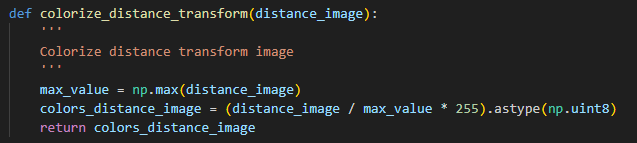 def colorize_distance_transform(distance_image):
    '''
    Colorize distance transform image
    '''
    max_value = np.max(distance_image)
    colors_distance_image = (distance_image / max_value * 255).astype(np.uint8)
    return colors_distance_image